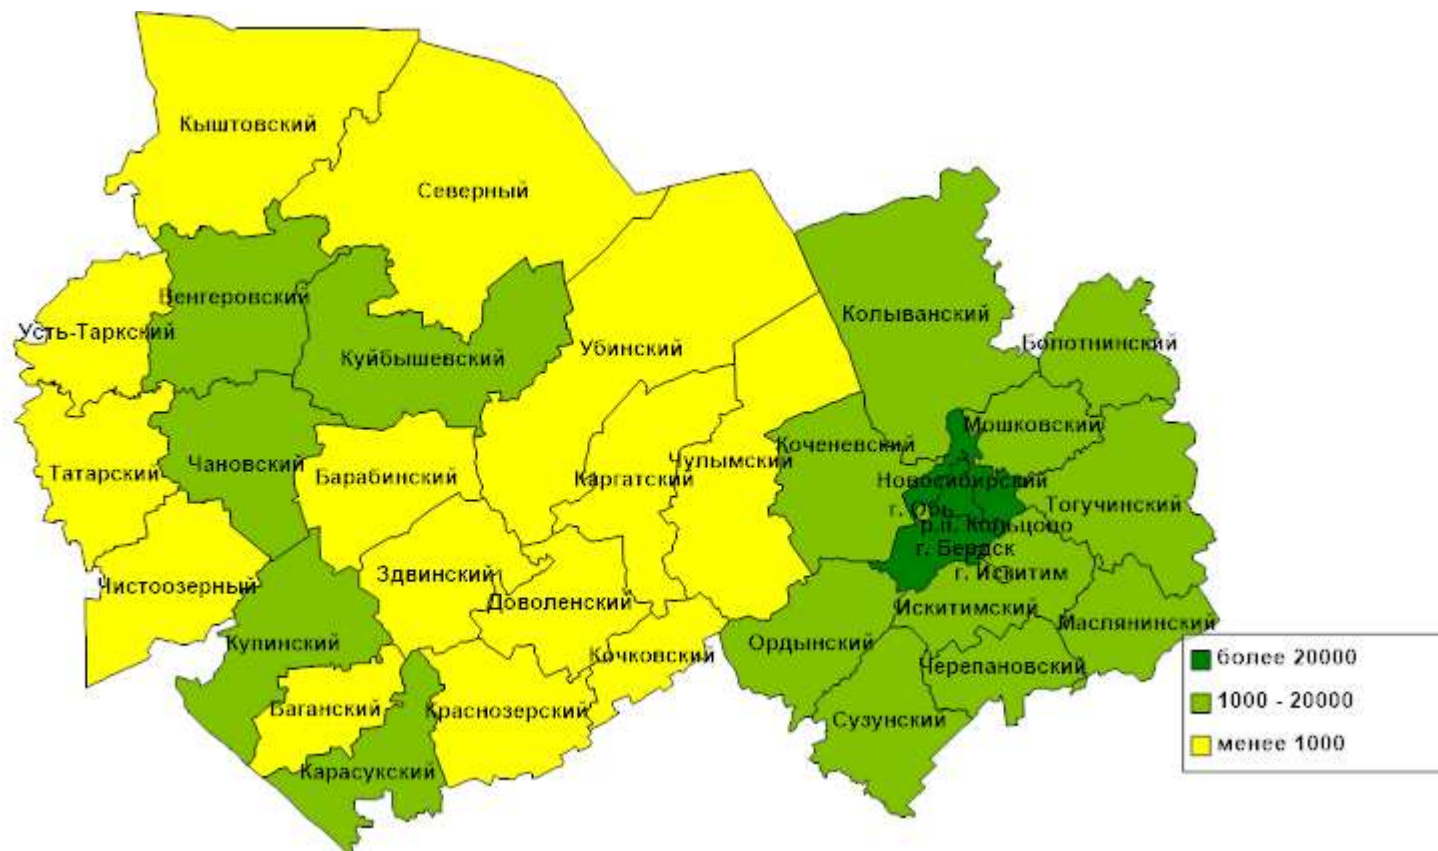 Кыштовский
Северный
Венгеровский
Усть-Таркский
Колыванский
Болотнинский
Куйбышевский
Убинский
Мошковский
Коченевский
Чулымский
Чановский
Татарский
Барабинский
Каргатский
Новосибирский
Тогучинский
г. Обь
р.п. Кольцово
г. Бердск
г. Искитим
Чистоозерный
Здвинский
Доволенский
Искитимский
Маслянинский
Купинский
Ордынский
Кочковский
Черепановский
Баганский
Краснозерский
Сузунский
Карасукский
более 20000
1000 - 20000
менее 1000